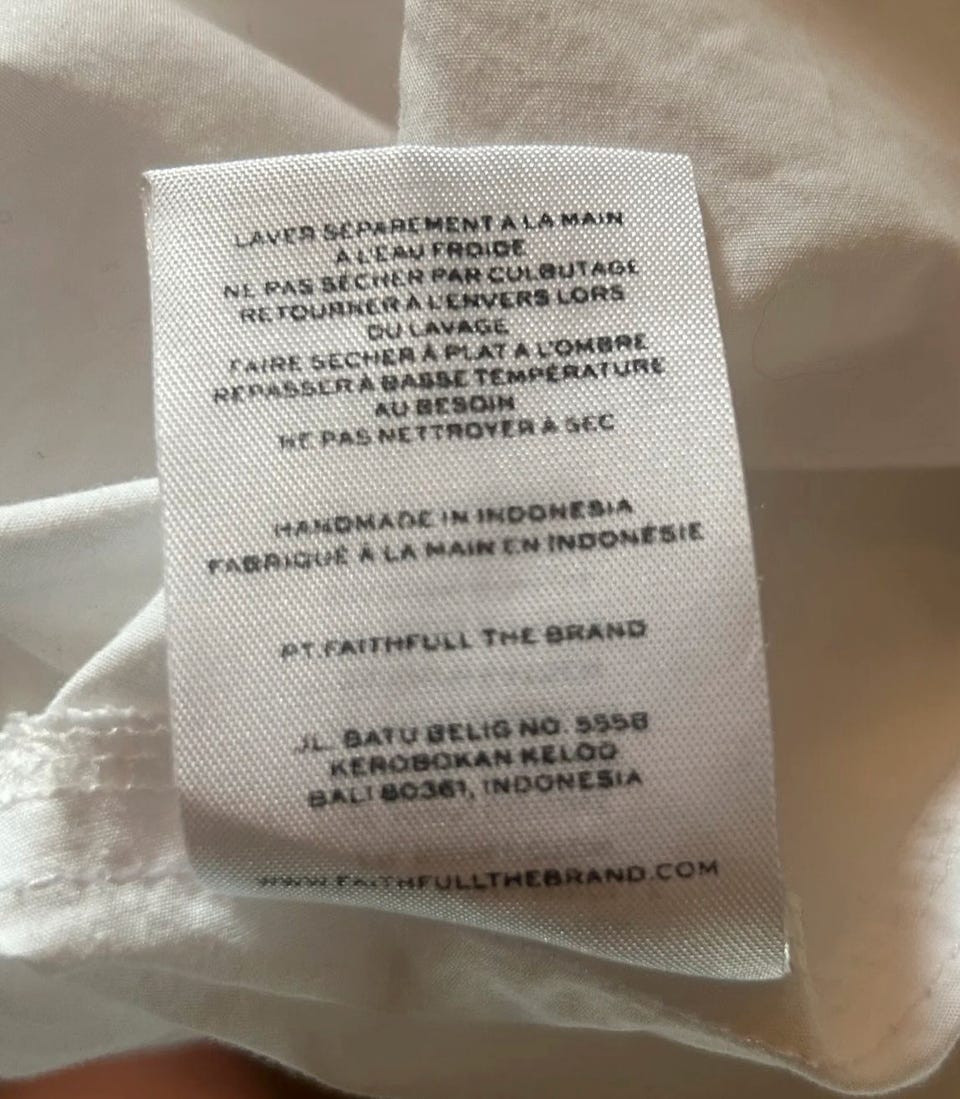 LAVER SÉPARÉMENT À LA MAIN
À L'EAU FROIDE
NE PAS SÉCHER PAR CULBUTAGE
RETOURNER À L'ENVERS LORS
DU LAVAGE
FAIRE SÉCHER À PLAT À L'OMBRE
REPASSER À BASSE TEMPÉRATURE
AU BESOIN
NE PAS NETTROYER À SEC
HANDMADE IN INDONESIA
FABRIQUÉ À LA MAIN EN INDONÉSIE
PT. FAITHFULL THE BRAND
JL. BATU BELIG NO. 555B
KEROBOKAN KELOD
BALI 80361, INDONESIA
WWW.FAITHFULLTHEBRAND.COM